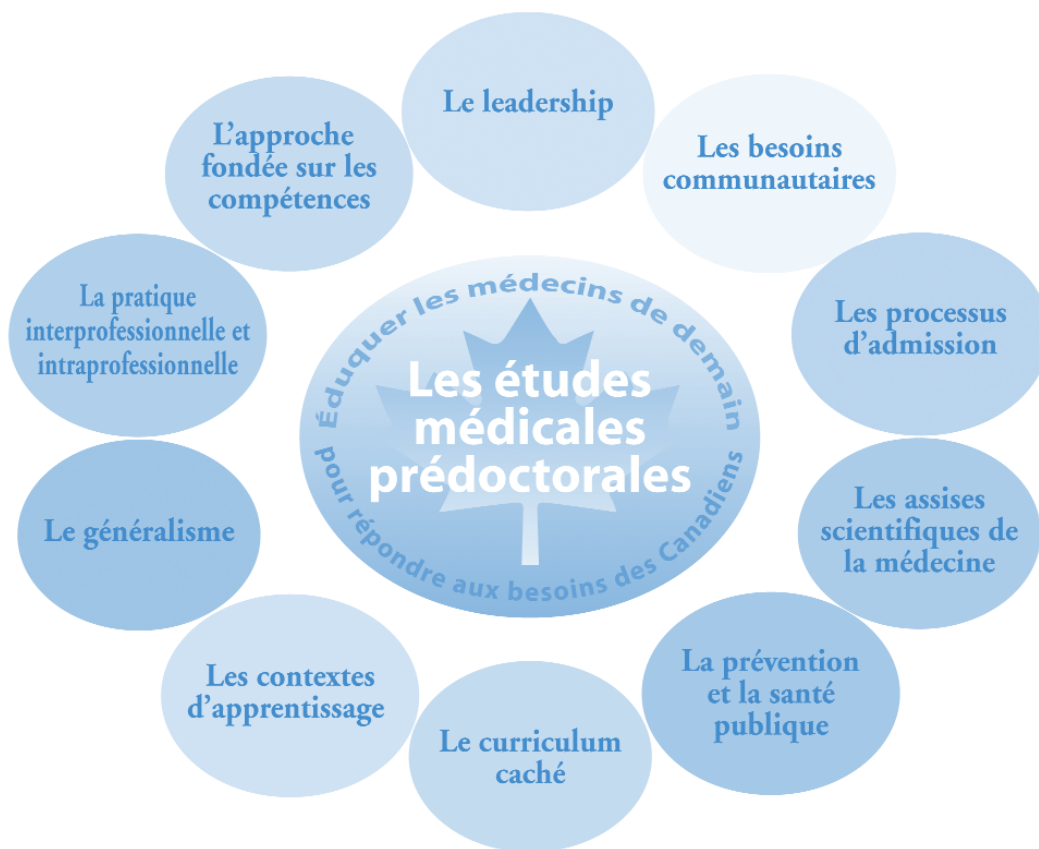 Le leadership
Les besoins
communautaires
Les processus
d'admission
Les assises
scientifiques de
la médecine
La prévention
et la santé
publique
Le curriculum
caché
Les contextes
d'apprentissage
Le généralisme
La pratique
interprofessionnelle et
intraprofessionnelle
L'approche
fondée sur les
compétences
Éduquer les médecins de demain
Les études
médicales
prédoctorales
pour répondre aux besoins des Canadiens